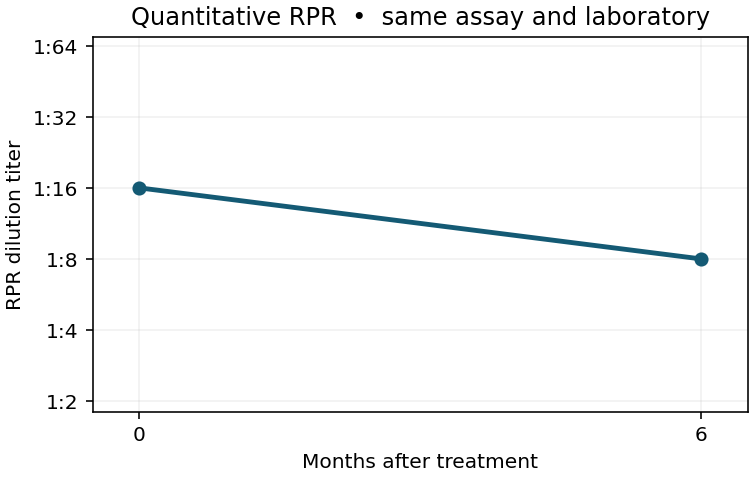 Quantitative RPR • same assay and laboratory
RPR dilution titer
1:64
1:32
1:16
1:8
1:4
1:2
0 6
Months after treatment